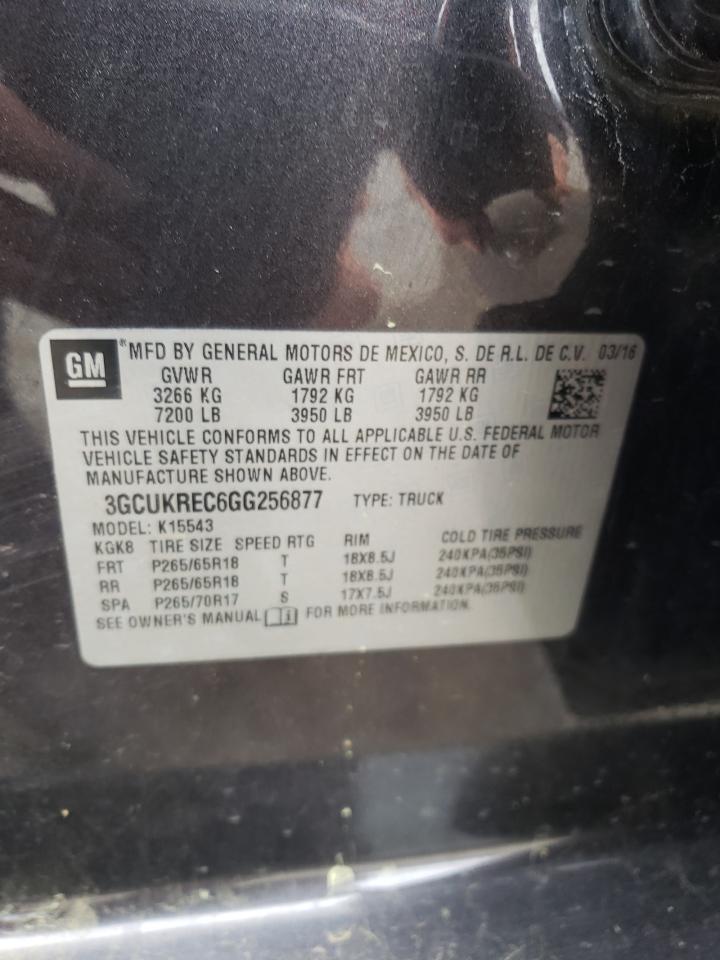 GM ® MFD BY GENERAL MOTORS DE MEXICO, S. DE R.L. DE C.V. 03/16
GVWR GAWR FRT GAWR RR
3266 KG 1792 KG 1792 KG
7200 LB 3950 LB 3950 LB
THIS VEHICLE CONFORMS TO ALL APPLICABLE U.S. FEDERAL MOTOR
VEHICLE SAFETY STANDARDS IN EFFECT ON THE DATE OF
MANUFACTURE SHOWN ABOVE.
3GCUKREC6GG256877 TYPE: TRUCK
MODEL: K15543
KGK8 TIRE SIZE SPEED RTG RIM COLD TIRE PRESSURE
FRT P265/65R18 T 18X8.5J 240KPA(35PSI)
RR P265/65R18 T 18X8.5J 240KPA(35PSI)
SPA P265/70R17 S 17X7.5J 240KPA(35PSI)
SEE OWNER'S MANUAL FOR MORE INFORMATION.